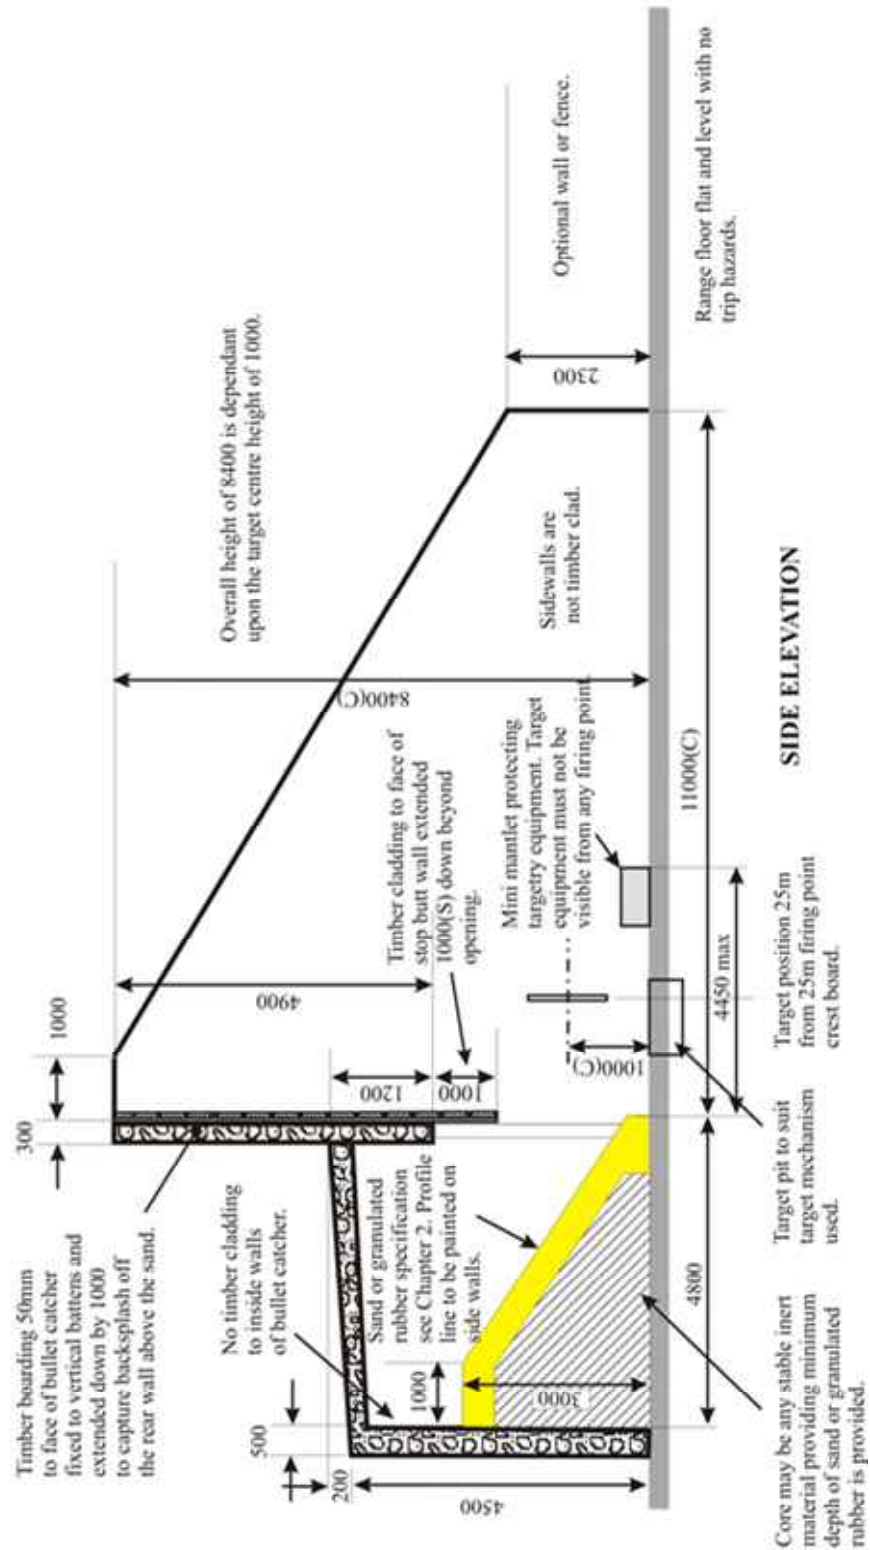 Timber boarding 50mm
to face of bullet catcher
fixed to vertical battens and
extended down by 1000
to capture backsplash off
the rear wall above the sand.
300
1000
Overall height of 8400 is dependant
upon the target centre height of 1000.
No timber cladding
to inside walls
of bullet catcher.
4900
8400(C)
Optional wall or fence.
500
200
1200
1000
Timber cladding to face of
stop butt wall extended
1000(S) down beyond
opening.
2300
Sand or granulated
rubber specification
see Chapter 2. Profile
line to be painted on
side walls.
Mini mantlet protecting
targetry equipment. Target
equipment must not be
visible from any firing point.
Sidewalls are
not timber clad.
1000
3000
4500
1000(C)
Range floor flat and level with no
trip hazards.
4800
4450 max
11000(C)
Core may be any stable inert
material providing minimum
depth of sand or granulated
rubber is provided.
Target pit to suit
target mechanism
used.
Target position 25m
from 25m firing point
crest board.
SIDE ELEVATION